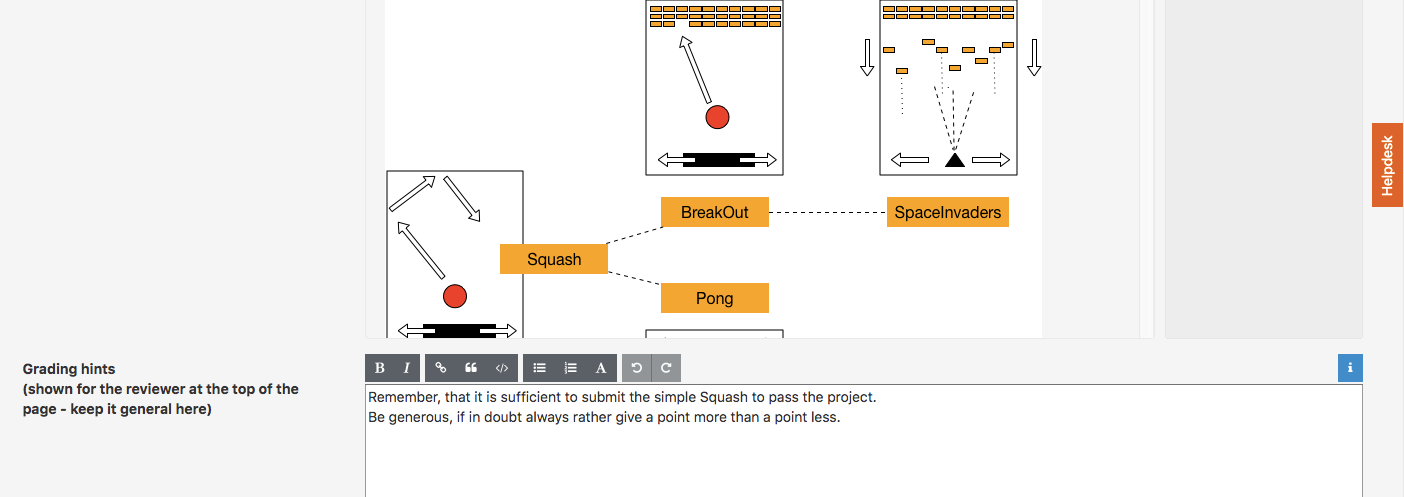 BreakOut
SpaceInvaders
Squash
Pong
Helpdesk
Grading hints
(shown for the reviewer at the top of the
page - keep it general here)
B I A i
Remember, that it is sufficient to submit the simple Squash to pass the project.
Be generous, if in doubt always rather give a point more than a point less.